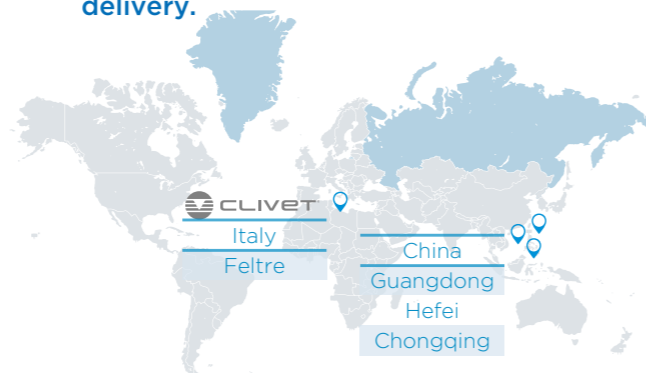 delivery.
CLIVET
Italy
Feltre
China
Guangdong
Hefei
Chongqing